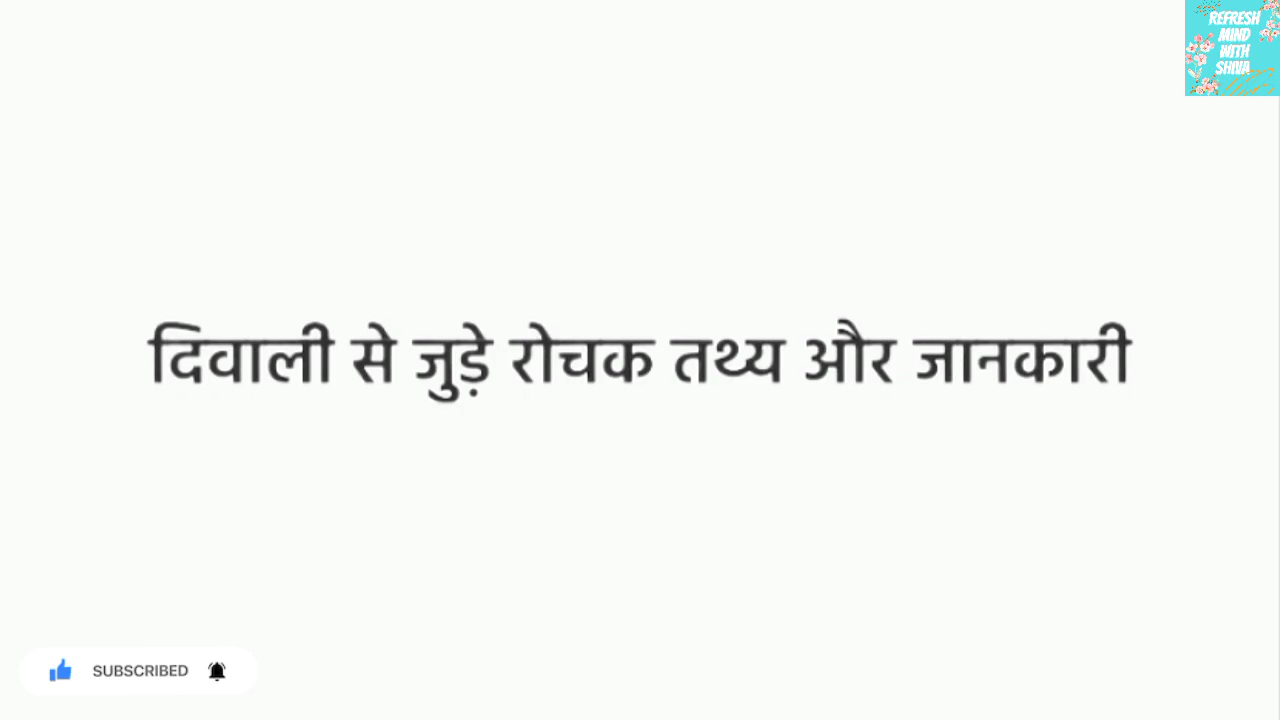 REFRESH
MIND
WITH
SHIVA
दिवाली से जुड़े रोचक तथ्य और जानकारी
SUBSCRIBED